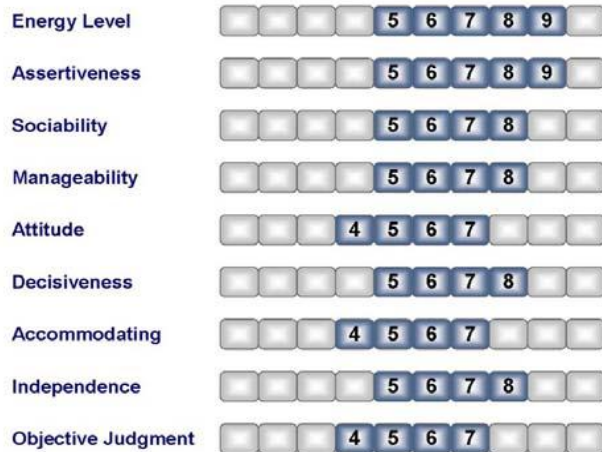 Energy Level 5 6 7 8 9
Assertiveness 5 6 7 8 9
Sociability 5 6 7 8
Manageability 5 6 7 8
Attitude 4 5 6 7
Decisiveness 5 6 7 8
Accommodating 4 5 6 7
Independence 5 6 7 8
Objective Judgment 4 5 6 7